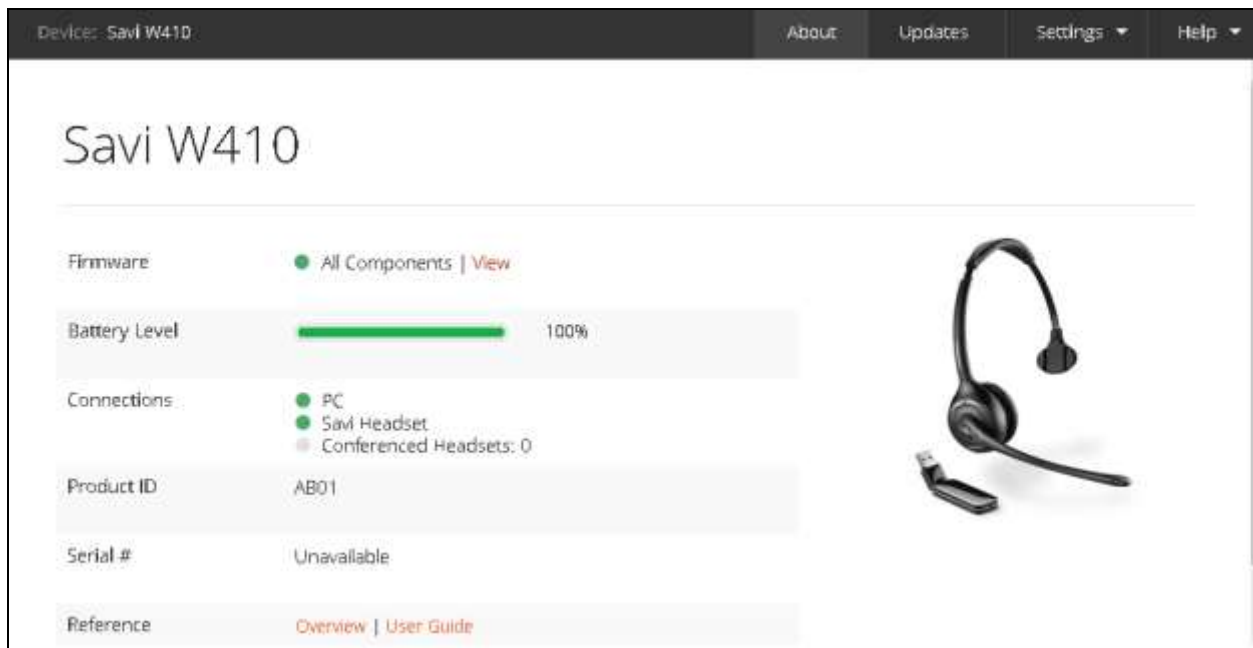 Device: Savi W410 About Updates Settings Help
Savi W410
Firmware All Components | View
Battery Level 100%
Connections PC
Savi Headset
Conferenced Headsets: 0
Product ID AB01
Serial # Unavailable
Reference Overview | User Guide